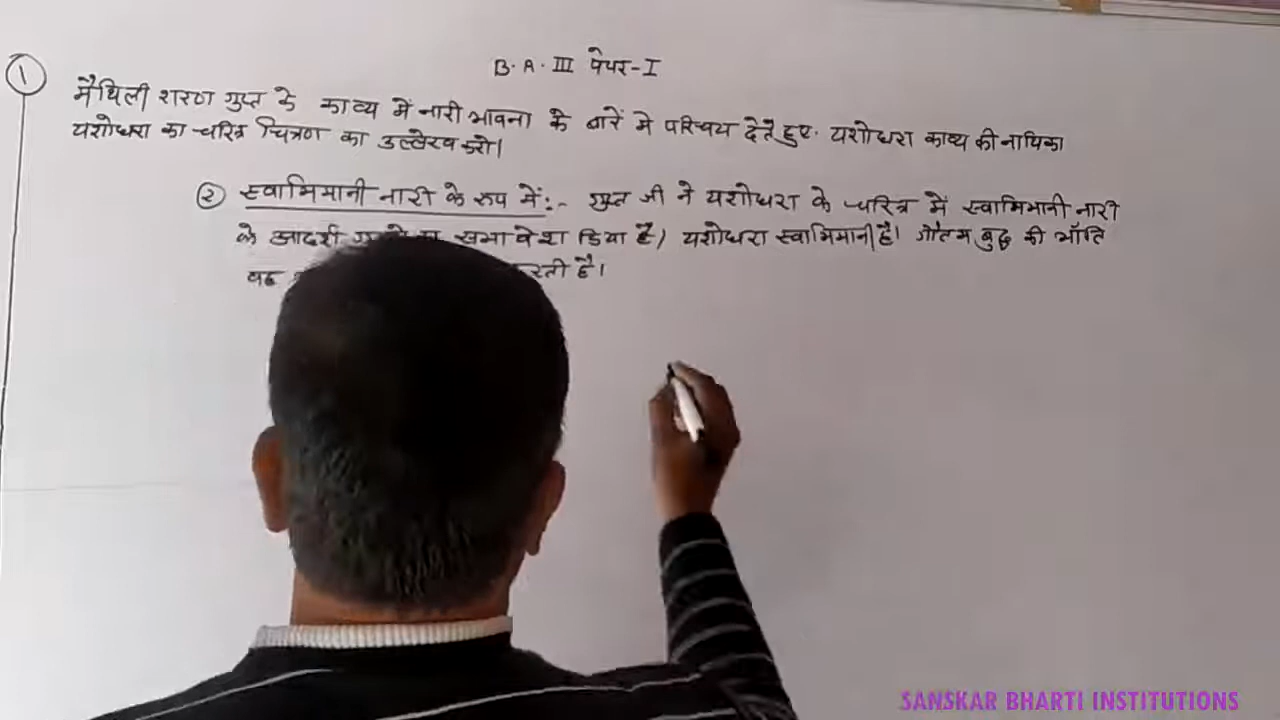 1
B.A.III पेपर-I
मैथिली शरण गुप्त के काव्य में नारी भावना के बारें मे परिचय देते हुए. यशोधरा काव्य की नायिका
यशोधरा का चरित्र चित्रण का उल्लेख करो।
2 स्वाभिमानी नारी के रूप में:- गुप्त जी ने यशोधरा के चरित्र में स्वाभिमानी नारी
के आदर्श समावेश किया है। यशोधरा स्वाभिमानी है। गौतम बुद्ध की भाँति
वह करती है।
SANSKAR BHARTI INSTITUTIONS